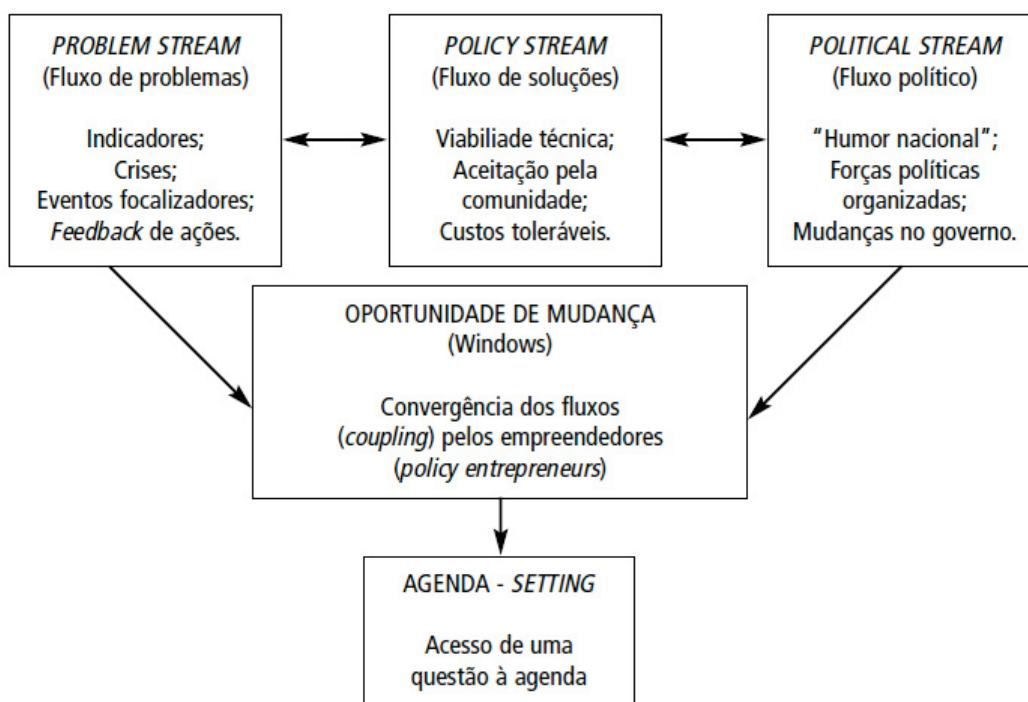 PROBLEM STREAM
(Fluxo de problemas)
Indicadores;
Crises;
Eventos focalizadores;
Feedback de ações.
POLICY STREAM
(Fluxo de soluções)
Viabiliade técnica;
Aceitação pela
comunidade;
Custos toleráveis.
POLITICAL STREAM
(Fluxo político)
"Humor nacional";
Forças políticas
organizadas;
Mudanças no governo.
OPORTUNIDADE DE MUDANÇA
(Windows)
Convergência dos fluxos
(coupling) pelos empreendedores
(policy entrepreneurs)
AGENDA - SETTING
Acesso de uma
questão à agenda